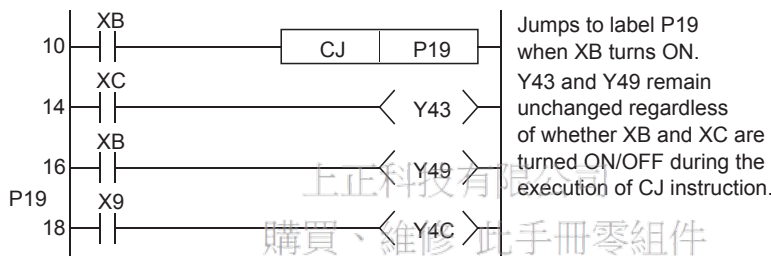 XB
10 CJ P19
Jumps to label P19
when XB turns ON.
XC
14 Y43
Y43 and Y49 remain
unchanged regardless
of whether XB and XC are
turned ON/OFF during the
execution of CJ instruction.
XB
16 Y49
上正科技有限公司
P19 X9
18 Y4C
購買、維修 此手冊零組件